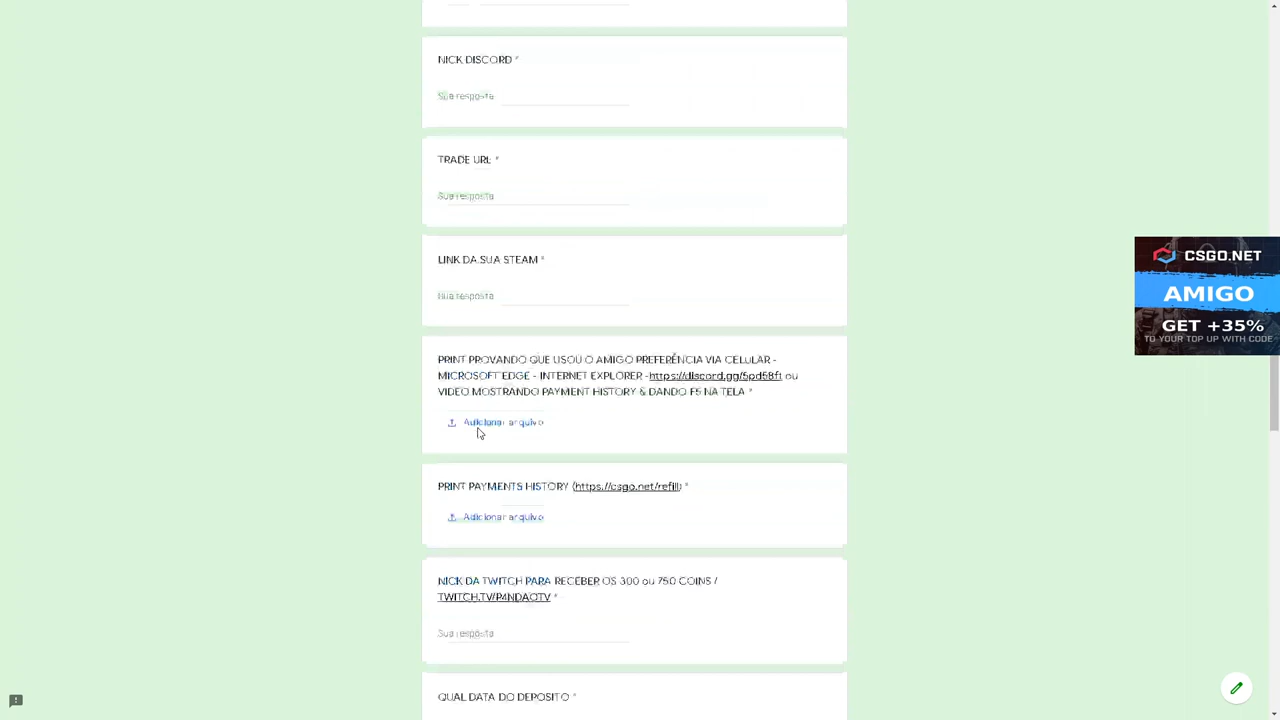 NICK DISCORD *
Sua resposta
TRADE URL *
Sua resposta
LINK DA SUA STEAM *
Sua resposta
PRINT PROVANDO QUE USOU O AMIGO PREFERÊNCIA VIA CELULAR -
MICROSOFT EDGE - INTERNET EXPLORER -https://discord.gg/5pd58f1 ou
VIDEO MOSTRANDO PAYMENT HISTORY & DANDO F5 NA TELA *
Adicionar arquivo
PRINT PAYMENTS HISTORY (https://csgo.net/refill) *
Adicionar arquivo
NICK DA TWITCH PARA RECEBER OS 300 ou 750 COINS /
TWITCH.TV/P4NDAOTV *
Sua resposta
QUAL DATA DO DEPOSITO *
CSGO.NET
AMIGO
GET +35%
TO YOUR TOP UP WITH CODE